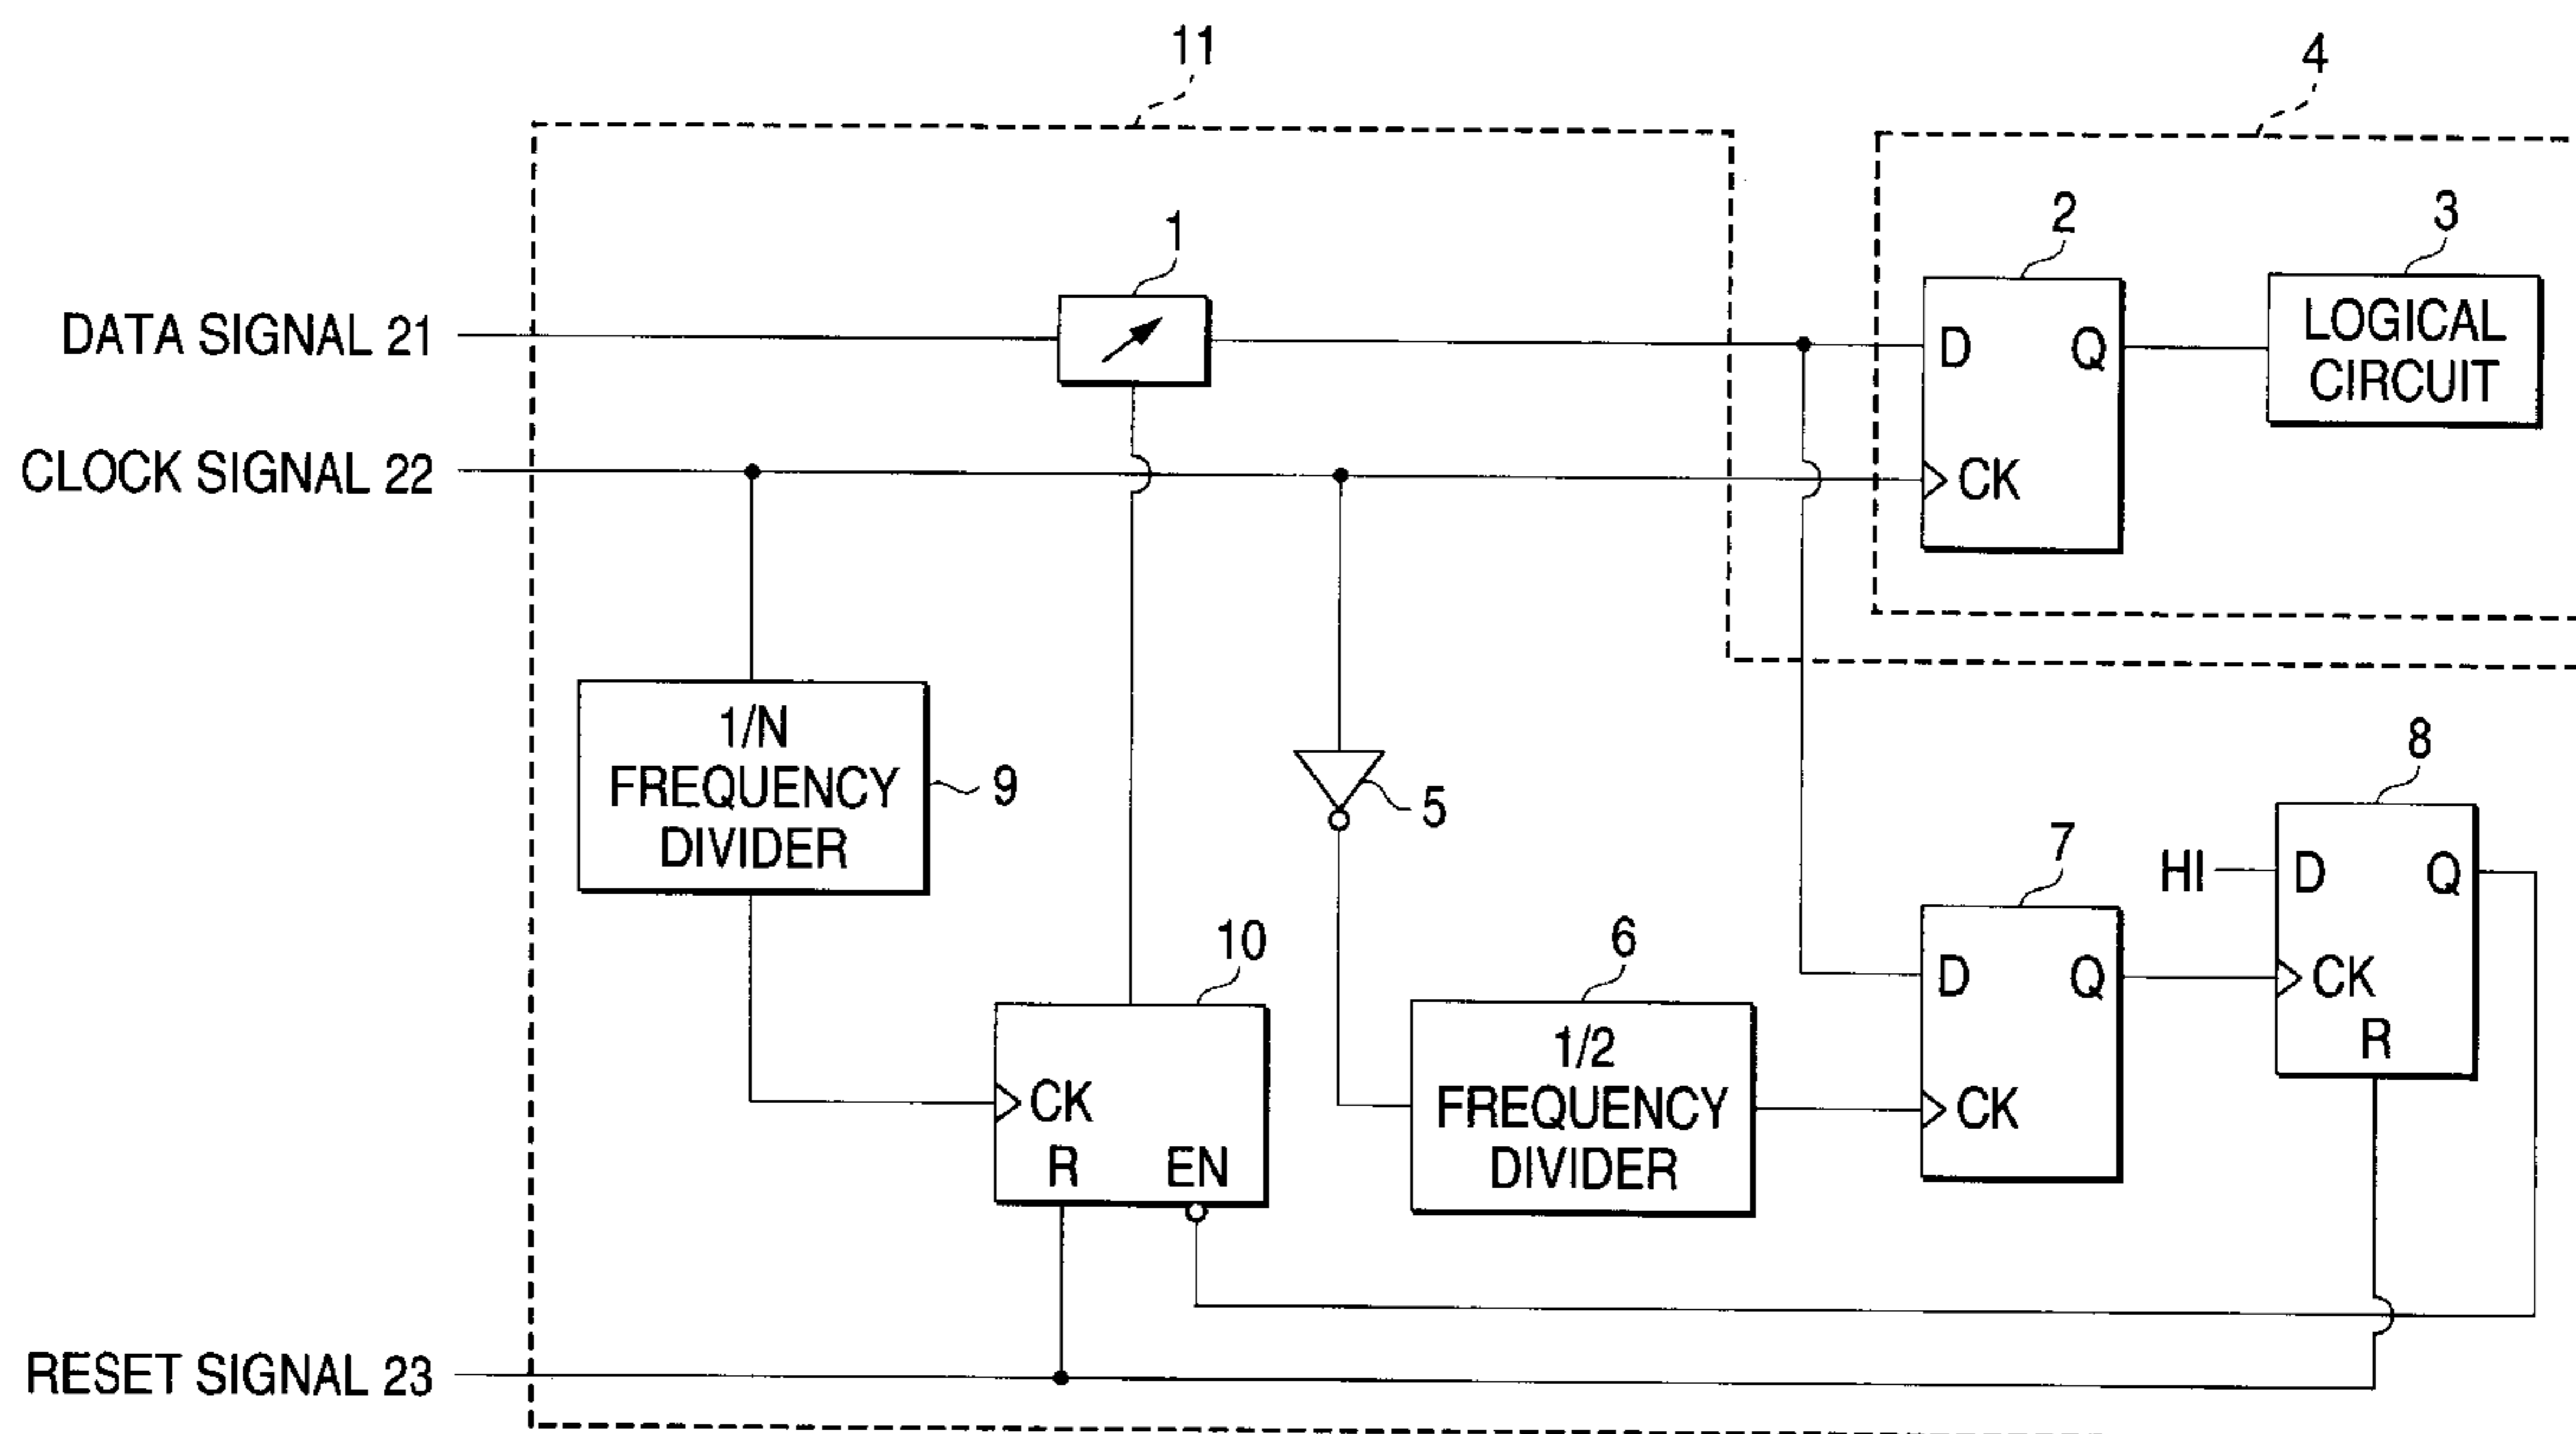 11
4
1
2
3
DATA SIGNAL 21
D
Q
LOGICAL
CIRCUIT
CLOCK SIGNAL 22
CK
1/N
FREQUENCY
DIVIDER
9
5
8
7
HI
D
Q
10
6
D
Q
CK
R
1/2
FREQUENCY
DIVIDER
CK
CK
R
EN
RESET SIGNAL 23